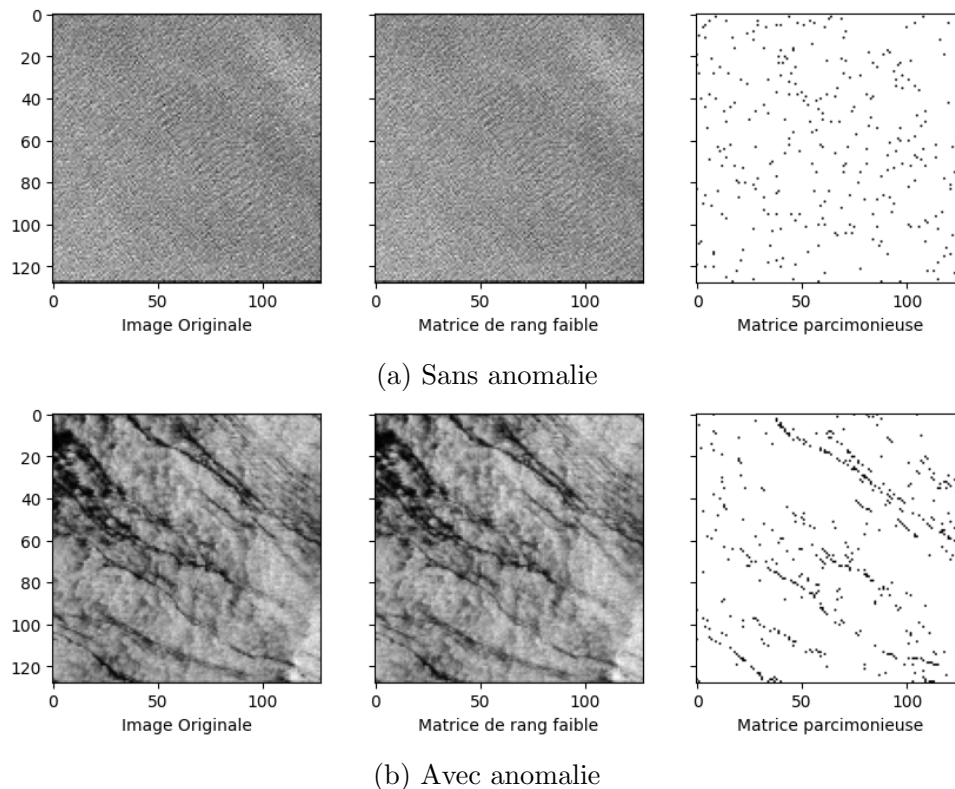 0
20
40
60
80
100
120
0 50 100 0 50 100 0 50 100
Image Originale Matrice de rang faible Matrice parcimonieuse
(a) Sans anomalie
0
20
40
60
80
100
120
0 50 100 0 50 100 0 50 100
Image Originale Matrice de rang faible Matrice parcimonieuse
(b) Avec anomalie